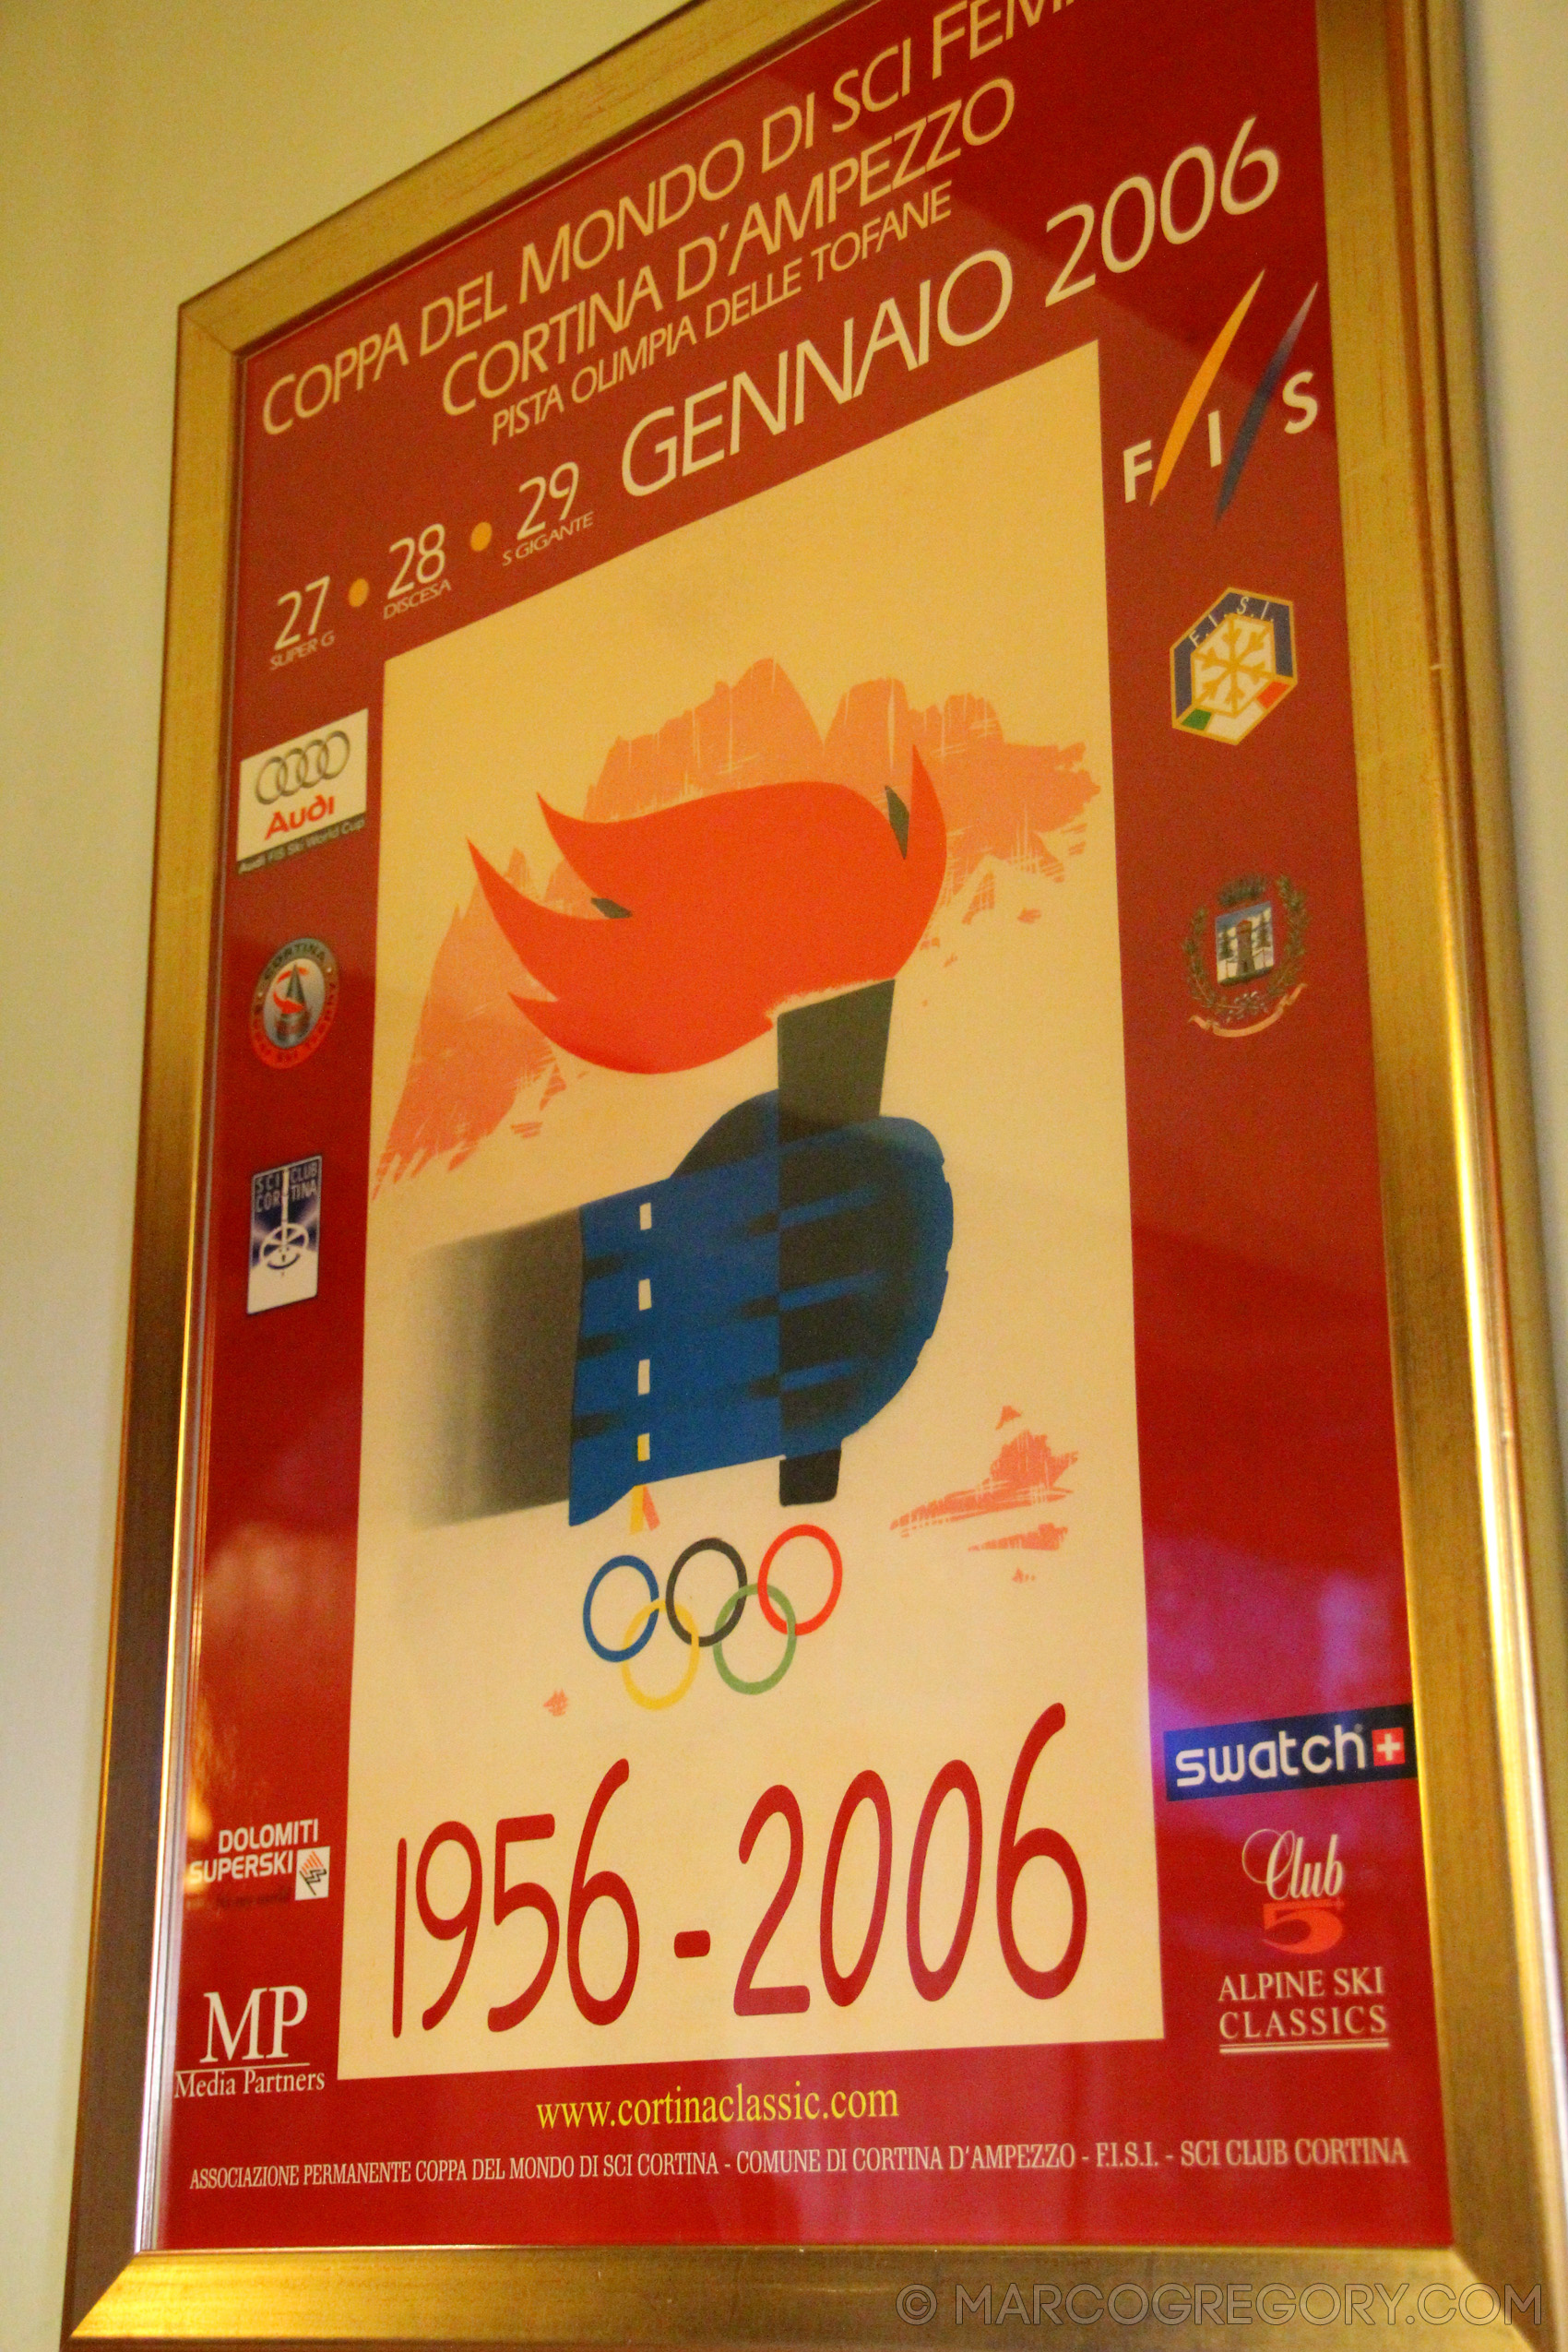 COPPA DEL MONDO DI SCI FEM
CORTINA D'AMPEZZO
PISTA OLIMPIA DELLE TOFANE
27 • 28 • 29 GENNAIO 2006
SUPER G DISCESA S GIGANTE
F I S
F.I.S.I.
Audi
Audi FIS Ski World Cup
CORTINA
SCI CLUB
CORTINA
1956-2006
swatch
DOLOMITI
SUPERSKI
Club
5
ALPINE SKI
CLASSICS
MP
Media Partners
www.cortinaclassic.com
ASSOCIAZIONE PERMANENTE COPPA DEL MONDO DI SCI CORTINA - COMUNE DI CORTINA D'AMPEZZO - F.I.S.I. - SCI CLUB CORTINA
© MARCOGREGORY.COM